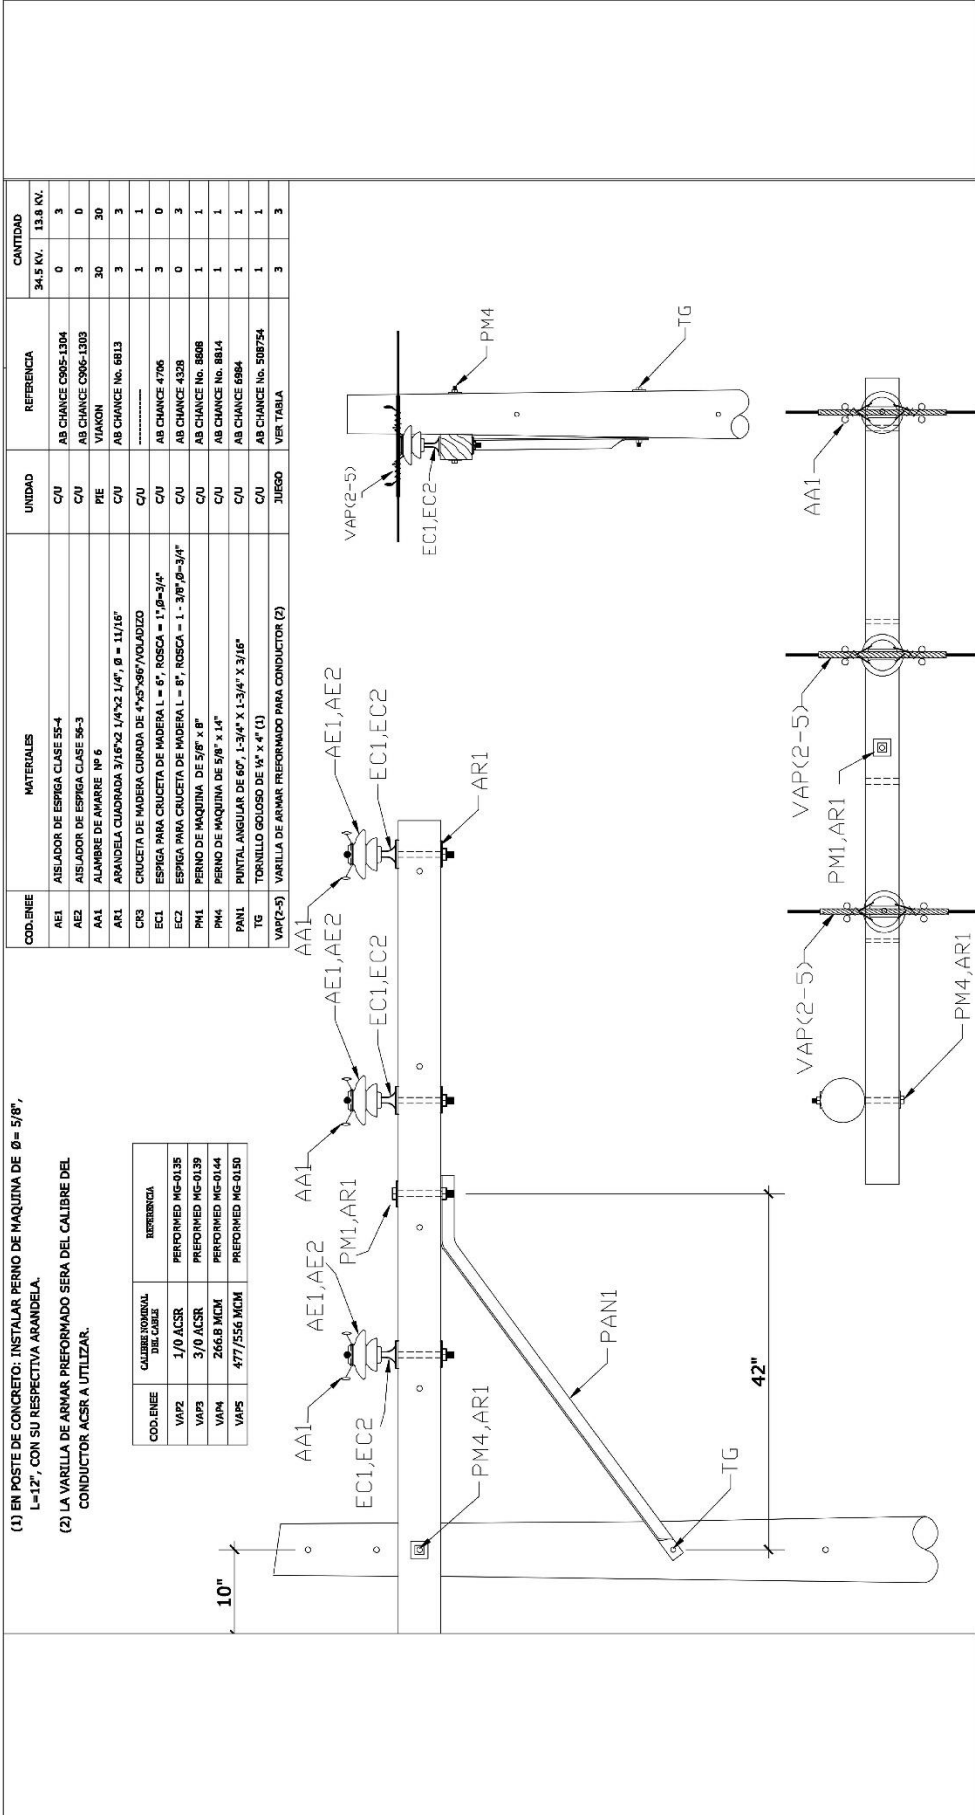 (1) EN POSTE DE CONCRETO: INSTALAR PERNO DE MAQUINA DE Ø= 5/8",
L=12", CON SU RESPECTIVA ARANDELA.
(2) LA VARILLA DE ARMAR PREFORMADO SERA DEL CALIBRE DEL
CONDUCTOR ACSR A UTILIZAR.
COD.ENEE CALIBRE NOMINAL DEL CABLE REFERENCIA
VAP2 1/0 ACSR PERFORMED MG-0135
VAP3 3/0 ACSR PREFORMED MG-0139
VAP4 266.8 MCM PERFORMED MG-0144
VAP5 477/556 MCM PREFORMED MG-0150
COD.ENEE MATERIALES UNIDAD REFERENCIA CANTIDAD
34.5 KV. 13.8 KV.
AE1 AISLADOR DE ESPIGA CLASE 55-4 C/U AB CHANCE C905-1304 0 3
AE2 AISLADOR DE ESPIGA CLASE 56-3 C/U AB CHANCE C906-1303 3 0
AA1 ALAMBRE DE AMARRE Nº 6 PIE VIAKON 30 30
AR1 ARANDELA CUADRADA 3/16"x2 1/4"x2 1/4", Ø = 11/16" C/U AB CHANCE No. 6813 3 3
CR3 CRUCETA DE MADERA CURADA DE 4"x5"x96"/VOLADIZO C/U ------------ 1 1
EC1 ESPIGA PARA CRUCETA DE MADERA L = 6", ROSCA = 1",Ø=3/4" C/U AB CHANCE 4706 3 0
EC2 ESPIGA PARA CRUCETA DE MADERA L = 8", ROSCA = 1 - 3/8",Ø=3/4" C/U AB CHANCE 432B 0 3
PM1 PERNO DE MAQUINA DE 5/8" x 8" C/U AB CHANCE No. 8808 1 1
PM4 PERNO DE MAQUINA DE 5/8" x 14" C/U AB CHANCE No. 8814 1 1
PAN1 PUNTAL ANGULAR DE 60", 1-3/4" X 1-3/4" X 3/16" C/U AB CHANCE 6984 1 1
TG TORNILLO GOLOSO DE ½" x 4" (1) C/U AB CHANCE No. 508754 1 1
VAP(2-5) VARILLA DE ARMAR FREFORMADO PARA CONDUCTOR (2) JUEGO VER TABLA 3 3
10"
AA1
AE1,AE2
EC1,EC2
PM1,AR1
AA1
AE1,AE2
EC1,EC2
AA1
AE1,AE2
EC1,EC2
AR1
PM4,AR1
PAN1
TG
42"
VAP(2-5)
EC1,EC2
PM4
TG
VAP(2-5)
PM4,AR1
PM1,AR1
VAP(2-5)
AA1